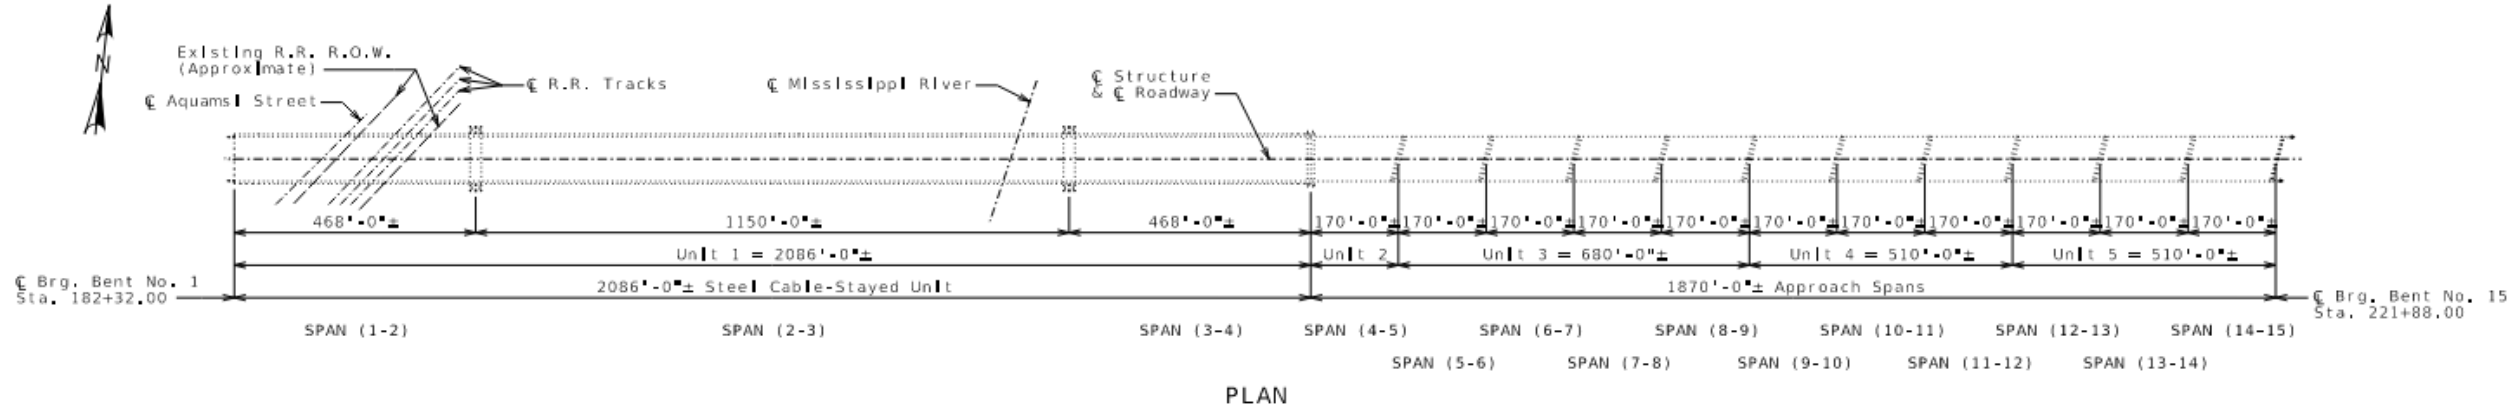 N
Existing R.R. R.O.W.
(Approximate)
℄ Aquamsi Street
℄ R.R. Tracks
℄ Mississippi River
℄ Structure
& ℄ Roadway
468'-0"± 1150'-0"± 468'-0"± 170'-0"± 170'-0"± 170'-0"± 170'-0"± 170'-0"± 170'-0"± 170'-0"± 170'-0"± 170'-0"± 170'-0"± 170'-0"±
Unit 1 = 2086'-0"± Unit 2 Unit 3 = 680'-0"± Unit 4 = 510'-0"± Unit 5 = 510'-0"±
℄ Brg. Bent No. 1
Sta. 182+32.00
2086'-0"± Steel Cable-Stayed Unit
1870'-0"± Approach Spans
℄ Brg. Bent No. 15
Sta. 221+88.00
SPAN (1-2) SPAN (2-3) SPAN (3-4) SPAN (4-5) SPAN (6-7) SPAN (8-9) SPAN (10-11) SPAN (12-13) SPAN (14-15)
SPAN (5-6) SPAN (7-8) SPAN (9-10) SPAN (11-12) SPAN (13-14)
PLAN